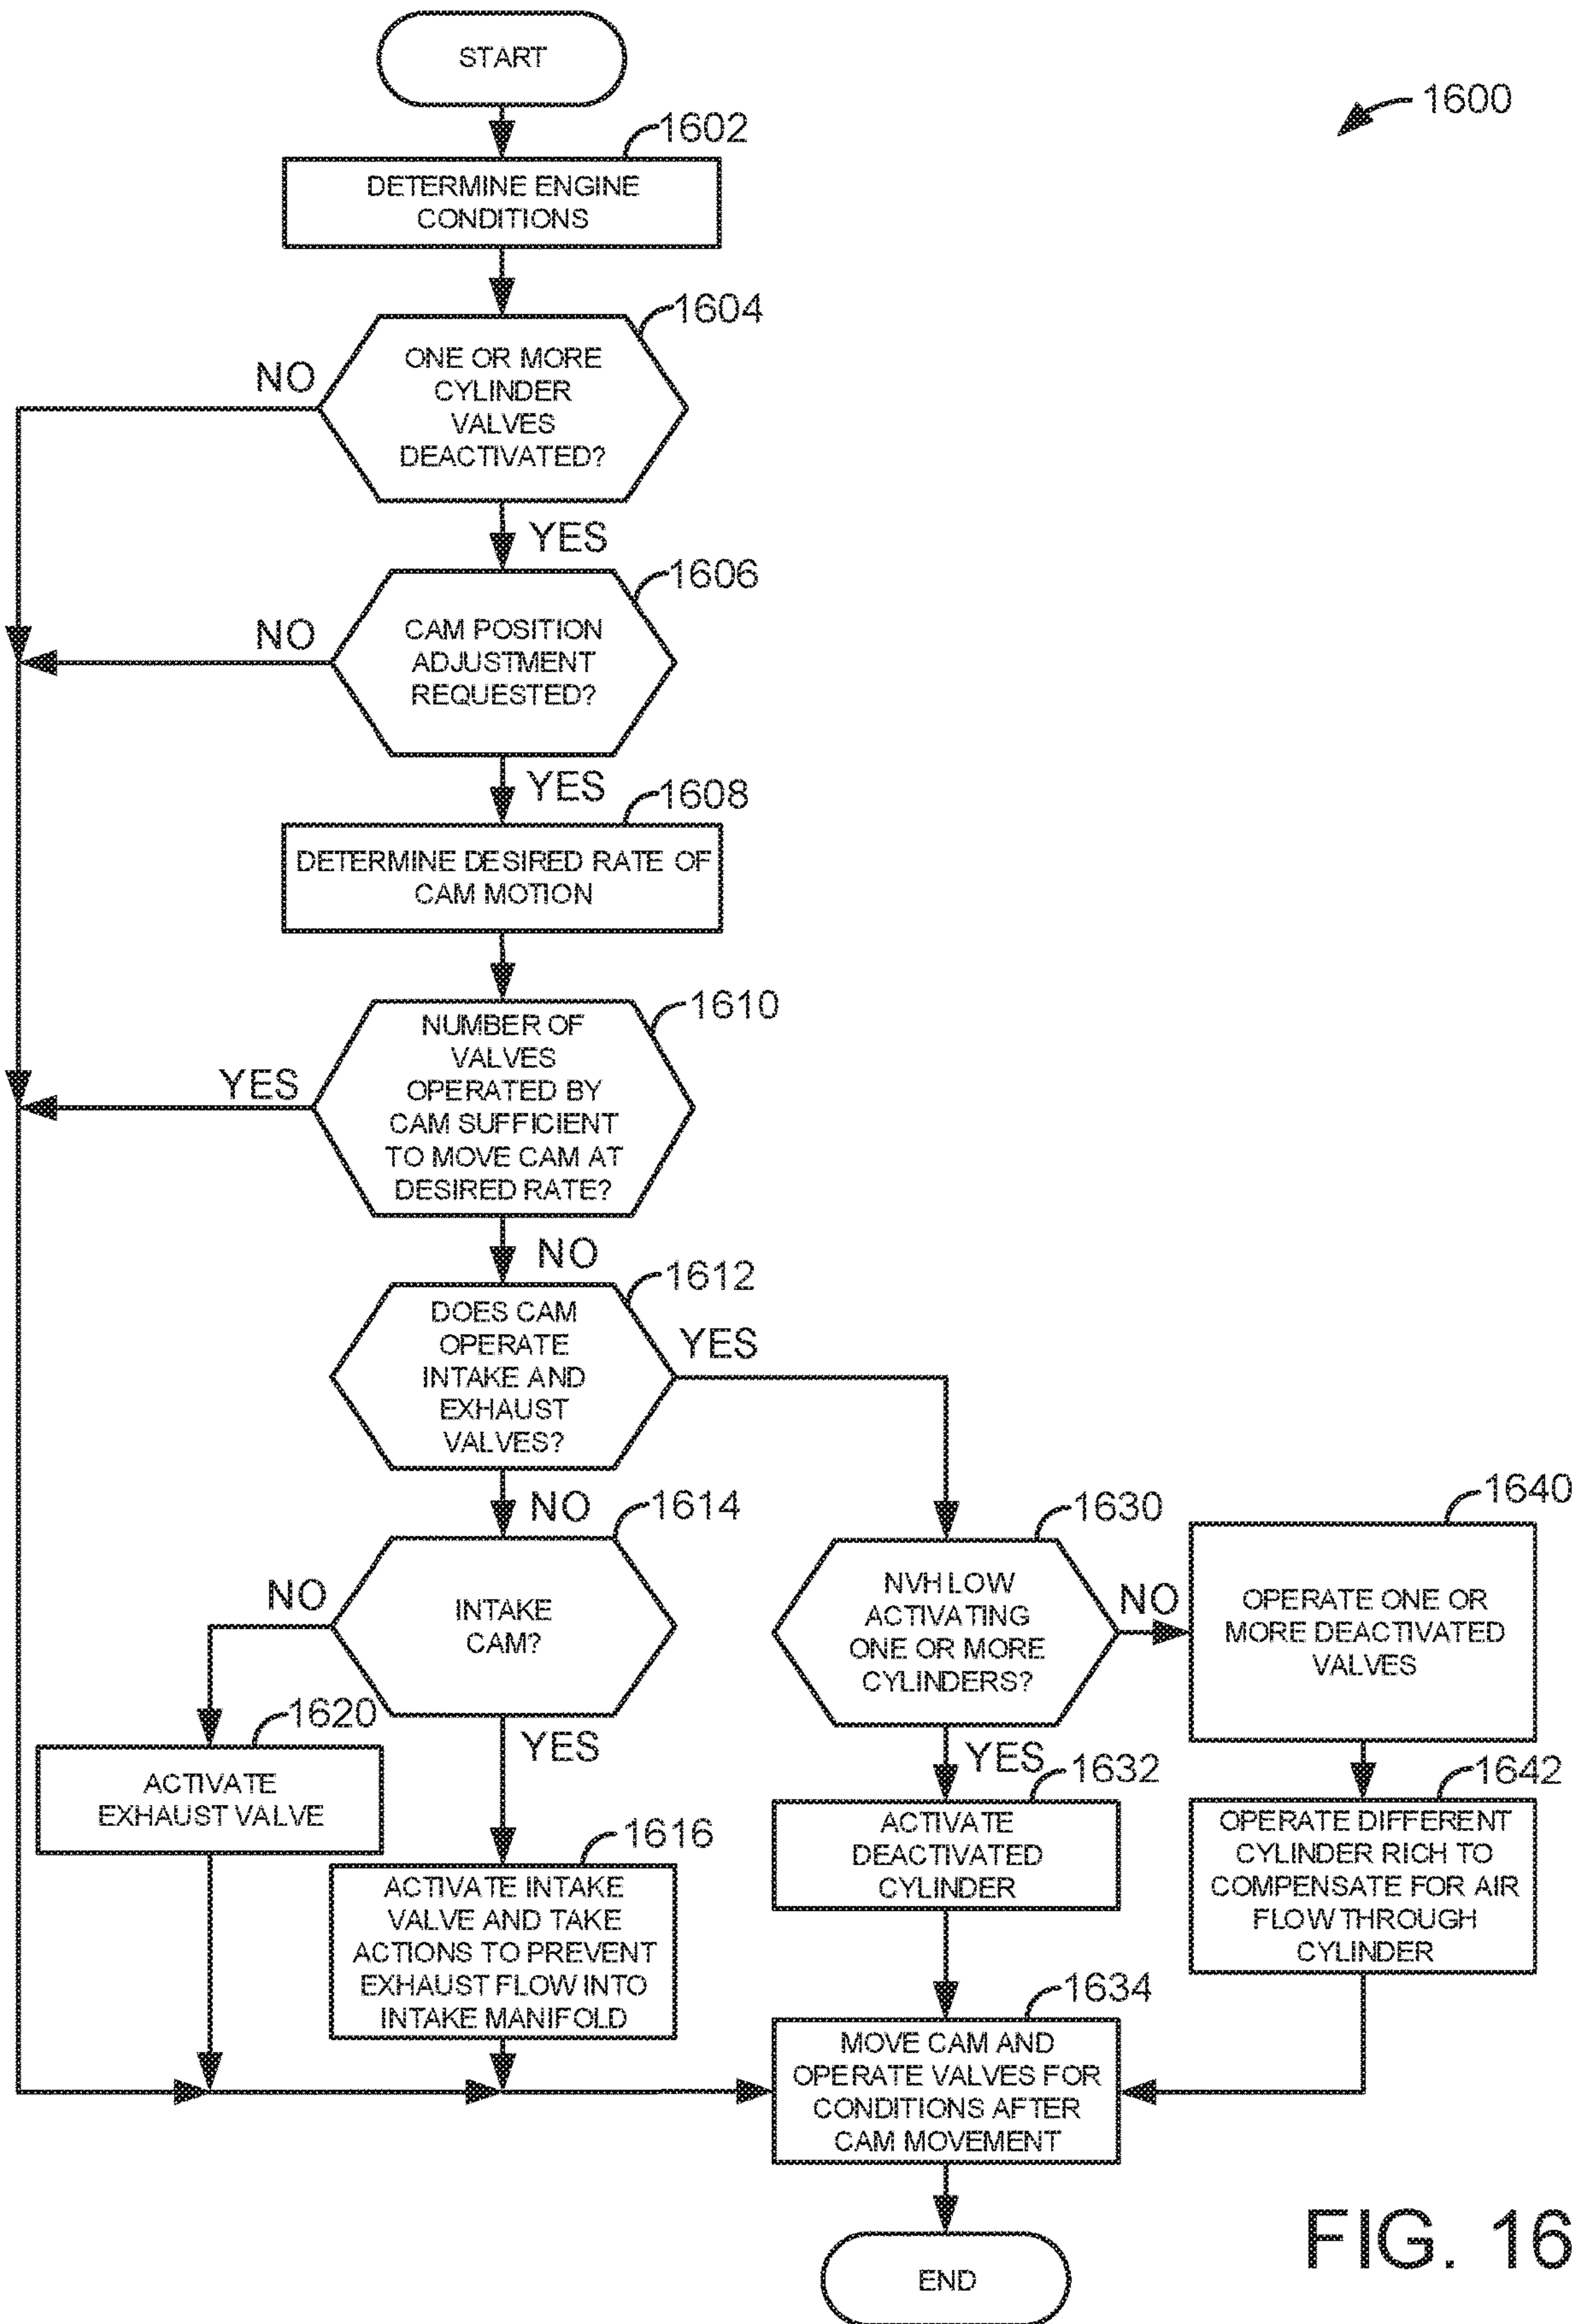 START
1600
1602
DETERMINE ENGINE
CONDITIONS
1604
ONE OR MORE
CYLINDER
VALVES
DEACTIVATED?
NO
YES
1606
CAM POSITION
ADJUSTMENT
REQUESTED?
NO
YES
1608
DETERMINE DESIRED RATE OF
CAM MOTION
1610
NUMBER OF
VALVES
OPERATED BY
CAM SUFFICIENT
TO MOVE CAM AT
DESIRED RATE?
YES
NO
1612
DOES CAM
OPERATE
INTAKE AND
EXHAUST
VALVES?
YES
NO
1614
INTAKE
CAM?
NO
YES
1620
ACTIVATE
EXHAUST VALVE
1616
ACTIVATE INTAKE
VALVE AND TAKE
ACTIONS TO PREVENT
EXHAUST FLOW INTO
INTAKE MANIFOLD
1630
NVH LOW
ACTIVATING
ONE OR MORE
CYLINDERS?
NO
YES
1640
OPERATE ONE OR
MORE DEACTIVATED
VALVES
1632
ACTIVATE
DEACTIVATED
CYLINDER
1642
OPERATE DIFFERENT
CYLINDER RICH TO
COMPENSATE FOR AIR
FLOW THROUGH
CYLINDER
1634
MOVE CAM AND
OPERATE VALVES FOR
CONDITIONS AFTER
CAM MOVEMENT
END
FIG. 16